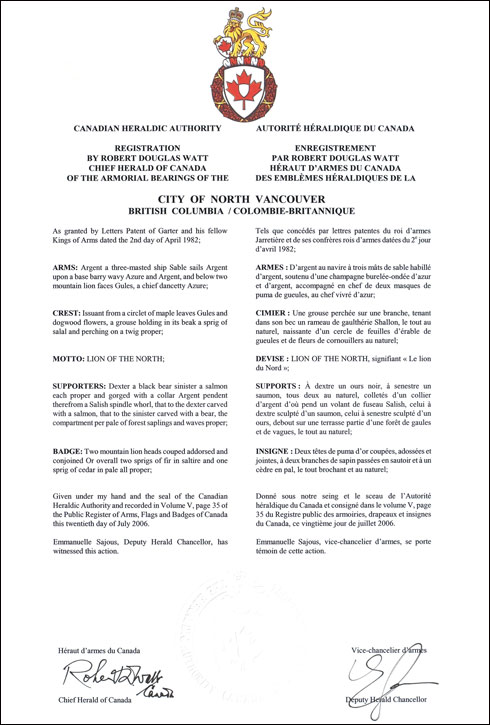 CANADIAN HERALDIC AUTHORITY
REGISTRATION
BY ROBERT DOUGLAS WATT
CHIEF HERALD OF CANADA
OF THE ARMORIAL BEARINGS OF THE
AUTORITÉ HÉRALDIQUE DU CANADA
ENREGISTREMENT
PAR ROBERT DOUGLAS WATT
HÉRAUT D'ARMES DU CANADA
DES EMBLÈMES HÉRALDIQUES DE LA
CITY OF NORTH VANCOUVER
BRITISH COLUMBIA / COLOMBIE-BRITANNIQUE
As granted by Letters Patent of Garter and his fellow
Kings of Arms dated the 2nd day of April 1982;
ARMS: Argent a three-masted ship Sable sails Argent
upon a base barry wavy Azure and Argent, and below two
mountain lion faces Gules, a chief dancetty Azure;
CREST: Issuant from a circlet of maple leaves Gules and
dogwood flowers, a grouse holding in its beak a sprig of
salal and perching on a twig proper;
MOTTO: LION OF THE NORTH;
SUPPORTERS: Dexter a black bear sinister a salmon
each proper and gorged with a collar Argent pendent
therefrom a Salish spindle whorl, that to the dexter carved
with a salmon, that to the sinister carved with a bear, the
compartment per pale of forest saplings and waves proper;
BADGE: Two mountain lion heads couped addorsed and
conjoined Or overall two sprigs of fir in saltire and one
sprig of cedar in pale all proper;
Given under my hand and the seal of the Canadian
Heraldic Authority and recorded in Volume V, page 35 of
the Public Register of Arms, Flags and Badges of Canada
this twentieth day of July 2006.
Emmanuelle Sajous, Deputy Herald Chancellor, has
witnessed this action.
Tels que concédés par lettres patentes du roi d'armes
Jarretière et de ses confrères rois d'armes datées du 2e jour
d'avril 1982;
ARMES : D'argent au navire à trois mâts de sable habillé
d'argent, soutenu d'une champagne burelée-ondée d'azur
et d'argent, accompagné en chef de deux masques de
puma de gueules, au chef vivré d'azur;
CIMIER : Une grouse perchée sur une branche, tenant
dans son bec un rameau de gaulthérie Shallon, le tout au
naturel, naissante d'un cercle de feuilles d'érable de
gueules et de fleurs de cornouillers au naturel;
DEVISE : LION OF THE NORTH, signifiant « Le lion
du Nord »;
SUPPORTS : À dextre un ours noir, à senestre un
saumon, tous deux au naturel, colletés d'un collier
d'argent d'où pend un volant de fuseau Salish, celui à
dextre sculpté d'un saumon, celui à senestre sculpté d'un
ours, debout sur une terrasse partie d'une forêt de gaules
et de vagues, le tout au naturel;
INSIGNE : Deux têtes de puma d'or coupées, adossées et
jointes, à deux branches de sapin passées en sautoir et à un
cèdre en pal, le tout brochant et au naturel;
Donné sous notre seing et le sceau de l'Autorité
héraldique du Canada et consigné dans le volume V, page
35 du Registre public des armoiries, drapeaux et insignes
du Canada, ce vingtième jour de juillet 2006.
Emmanuelle Sajous, vice-chancelier d'armes, se porte
témoin de cette action.
Héraut d'armes du Canada
Robert D Watt
Canada
Chief Herald of Canada
Vice-chancelier d'armes
Deputy Herald Chancellor